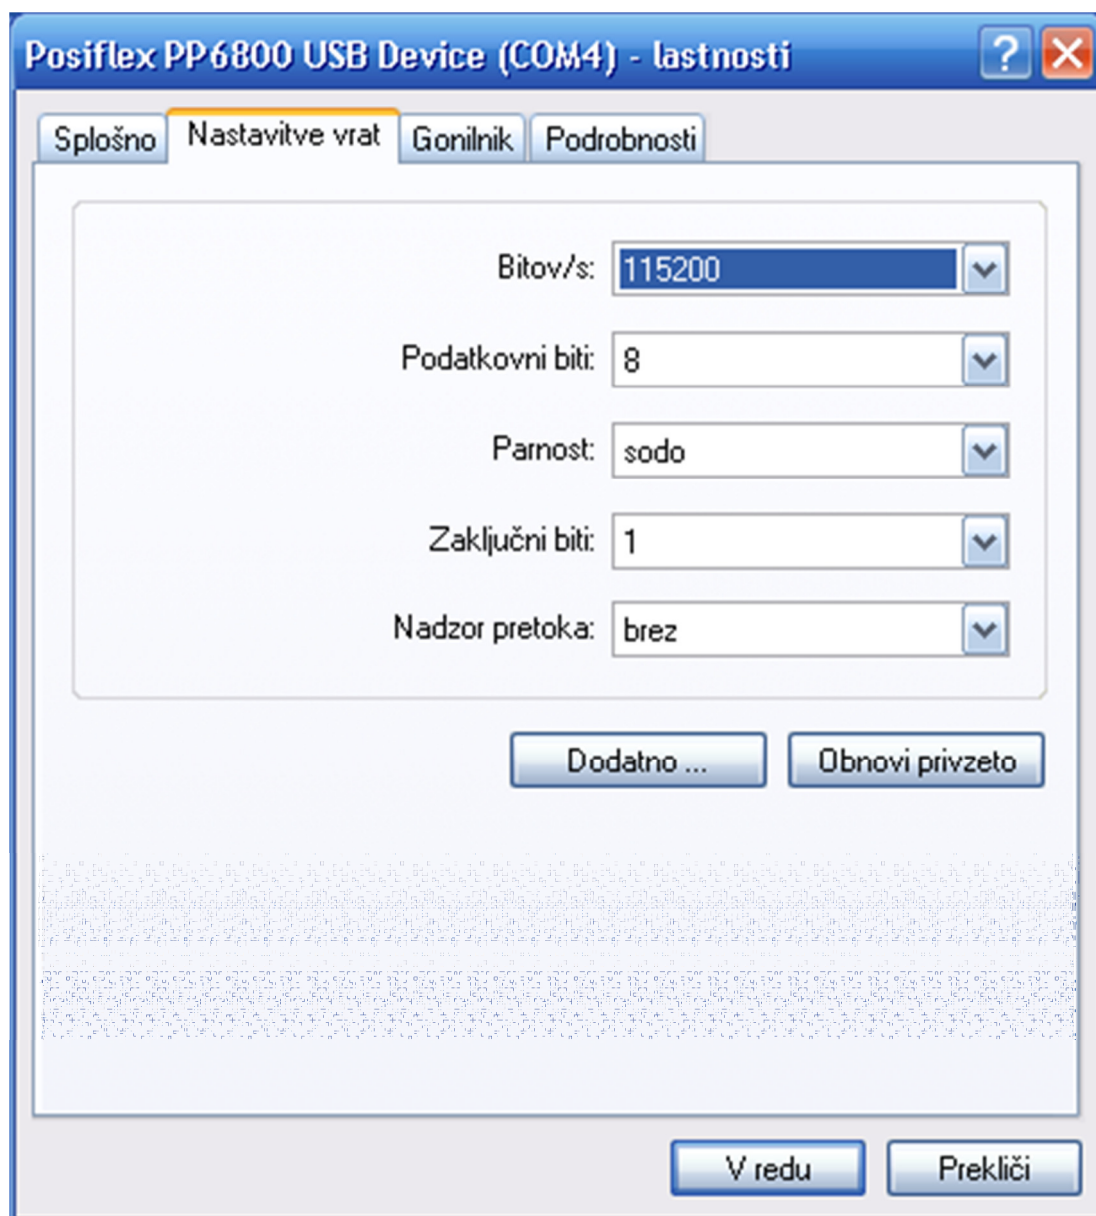 Posiflex PP6800 USB Device (COM4) - lastnosti
Splošno Nastavitve vrat Gonilnik Podrobnosti
Bitov/s: 115200
Podatkovni biti: 8
Parnost: sodo
Zaključni biti: 1
Nadzor pretoka: brez
Dodatno ... Obnovi privzeto
V redu Prekliči